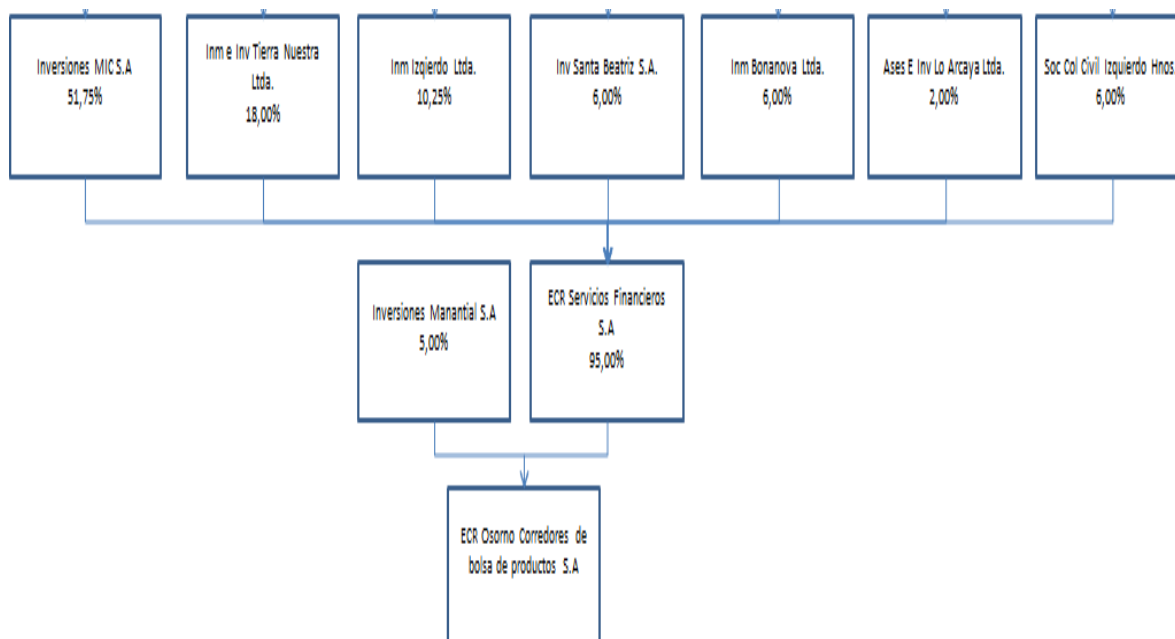 Inversiones MIC S.A
51,75%
Inm e Inv Tierra Nuestra
Ltda.
18,00%
Inm Izqierdo Ltda.
10,25%
Inv Santa Beatriz S.A.
6,00%
Inm Bonanova Ltda.
6,00%
Ases E Inv Lo Arcaya Ltda.
2,00%
Soc Col Civil Izquierdo Hnos
6,00%
Inversiones Manantial S.A
5,00%
ECR Servicios Financieros
S.A
95,00%
ECR Osorno Corredores de
bolsa de productos S.A